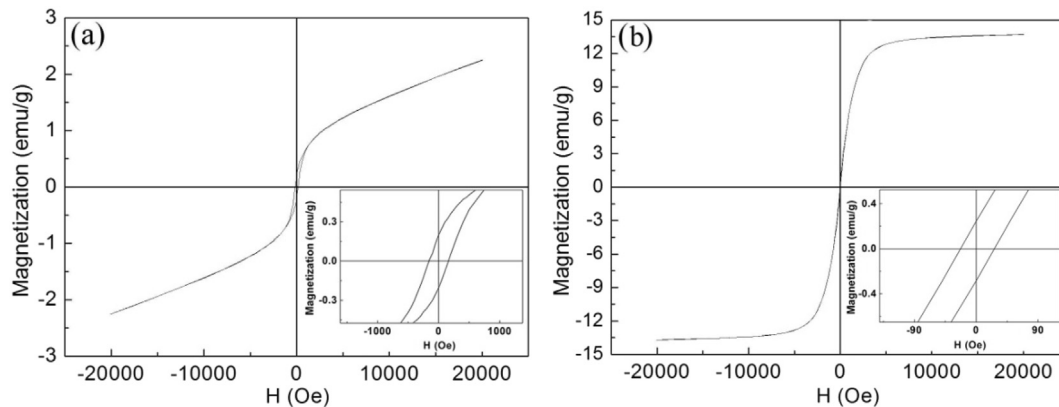 (a)
3
2
1
0
-1
-2
-3
Magnetization (emu/g)
-20000 -10000 0 10000 20000
H (Oe)
0.3
0.0
-0.3
Magnetization (emu/g)
-1000 0 1000
H (Oe)
(b)
15
12
9
6
3
0
-3
-6
-9
-12
-15
Magnetization (emu/g)
-20000 -10000 0 10000 20000
H (Oe)
0.4
0.0
-0.4
Magnetization (emu/g)
-90 0 90
H (Oe)